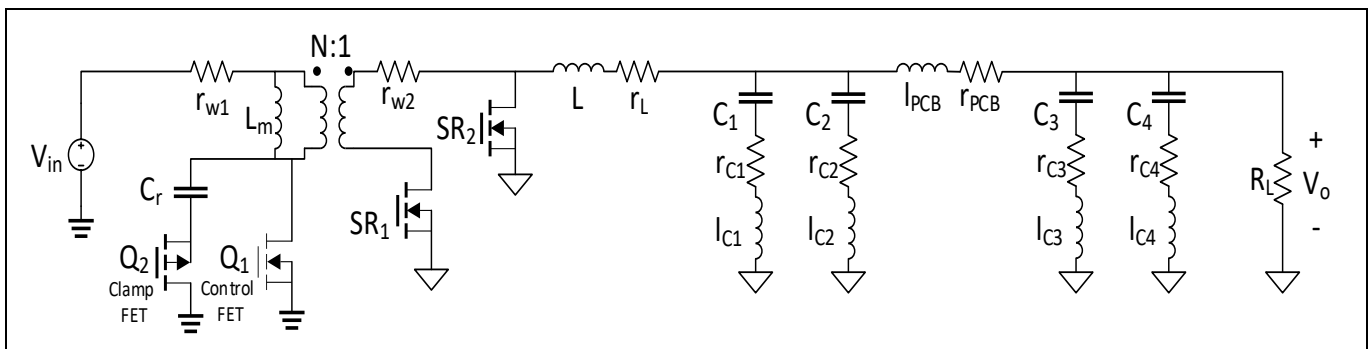 N:1
r_w1
r_w2
L_m
L
r_L
l_PCB
r_PCB
SR_2
C_1
C_2
C_3
C_4
V_in
C_r
r_C1
r_C2
r_C3
r_C4
R_L
+
V_o
-
SR_1
l_C1
l_C2
l_C3
l_C4
Q_2
Clamp
FET
Q_1
Control
FET